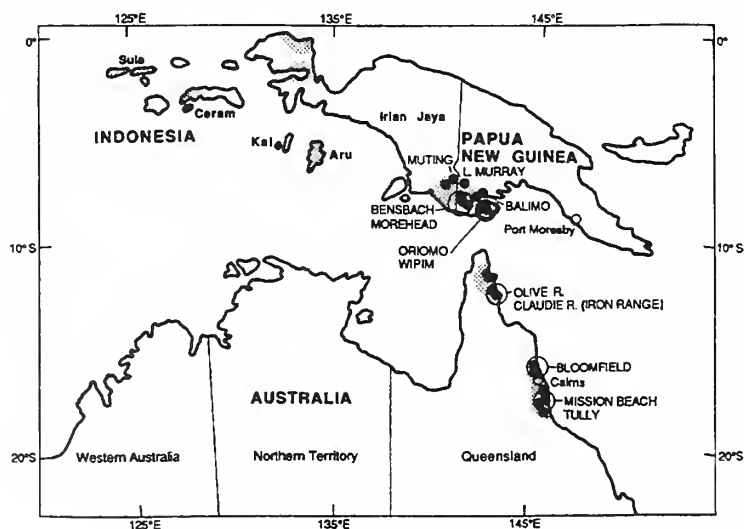 125°E 135°E 145°E
0° 0°
Sula
Ceram
Irian Jaya
INDONESIA
PAPUA
NEW GUINEA
Kai
Aru
MUTING
L. MURRAY
BENSBACH
MOREHEAD
BALIMO
ORIOMO
WIPIM
Port Moresby
10°S 10°S
OLIVE R.
CLAUDIE R. (IRON RANGE)
BLOOMFIELD
Cairns
AUSTRALIA
MISSION BEACH
TULLY
Western Australia Northern Territory Queensland
20°S 20°S
125°E 135°E 145°E